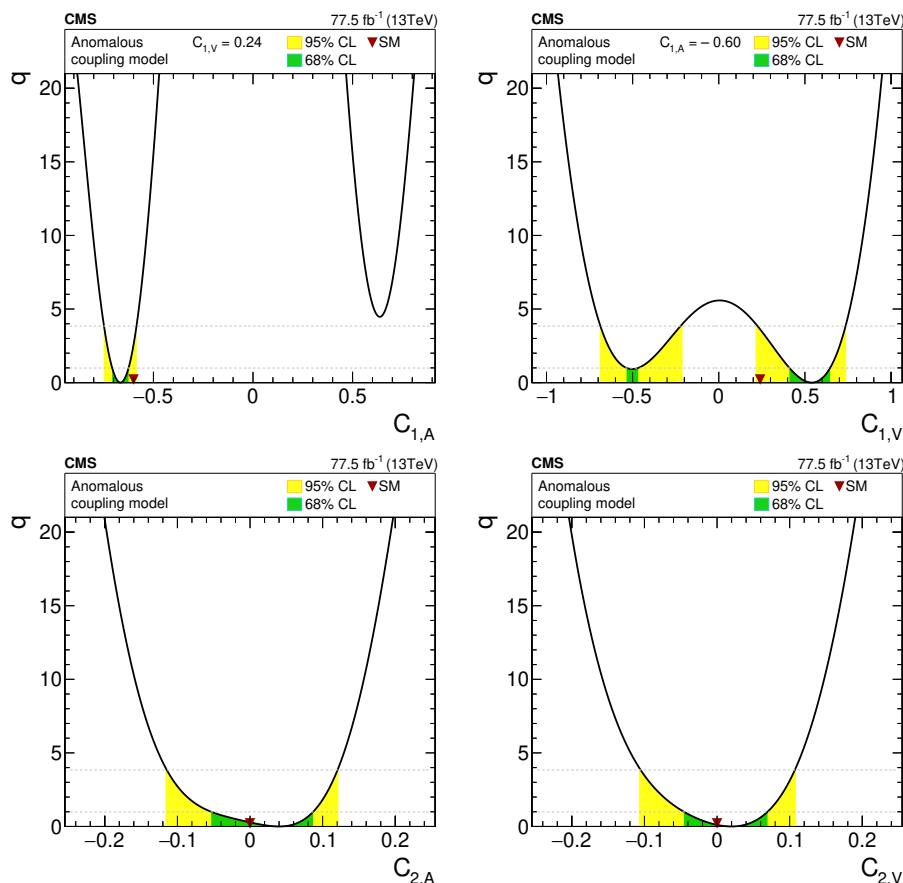 CMS 77.5 fb⁻¹ (13TeV)
Anomalous C₁,V = 0.24 95% CL SM
coupling model 68% CL
q
20
15
10
5
0
−0.5 0 0.5
C₁,A
CMS 77.5 fb⁻¹ (13TeV)
Anomalous C₁,A = − 0.60 95% CL SM
coupling model 68% CL
q
20
15
10
5
0
−1 −0.5 0 0.5 1
C₁,V
CMS 77.5 fb⁻¹ (13TeV)
Anomalous 95% CL SM
coupling model 68% CL
q
20
15
10
5
0
−0.2 −0.1 0 0.1 0.2
C₂,A
CMS 77.5 fb⁻¹ (13TeV)
Anomalous 95% CL SM
coupling model 68% CL
q
20
15
10
5
0
−0.2 −0.1 0 0.1 0.2
C₂,V